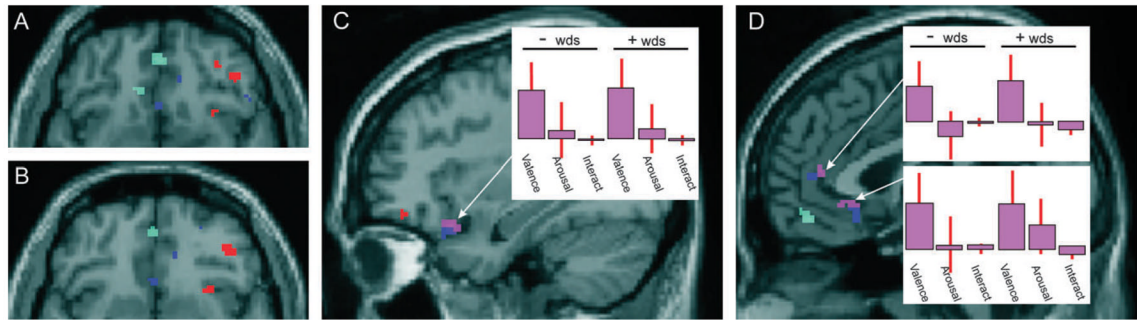 A
B
C
- wds + wds
Valence
Arousal
Interact
Valence
Arousal
Interact
D
- wds + wds
Valence
Arousal
Interact
Valence
Arousal
Interact